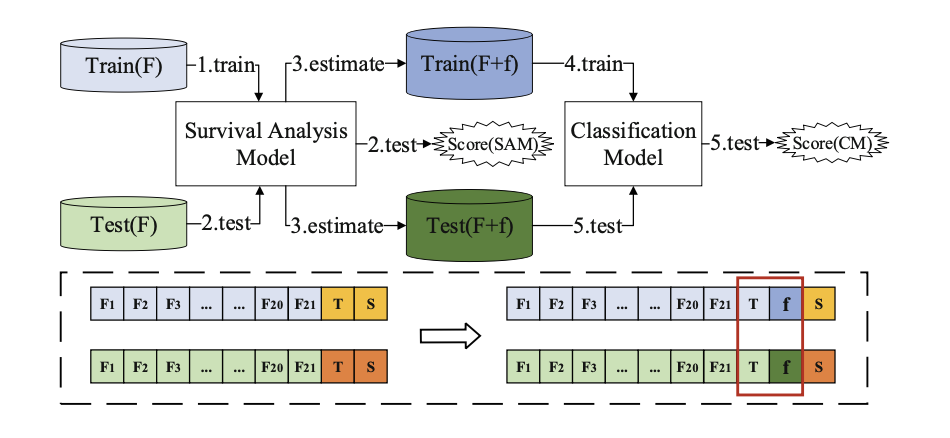 Train(F)
1.train
3.estimate
Train(F+f)
4.train
Survival Analysis
Model
2.test
Score(SAM)
Classification
Model
5.test
Score(CM)
Test(F)
2.test
3.estimate
Test(F+f)
5.test
F1 F2 F3 ... ... F20 F21 T S
F1 F2 F3 ... ... F20 F21 T f S
F1 F2 F3 ... ... F20 F21 T S
F1 F2 F3 ... ... F20 F21 T f S